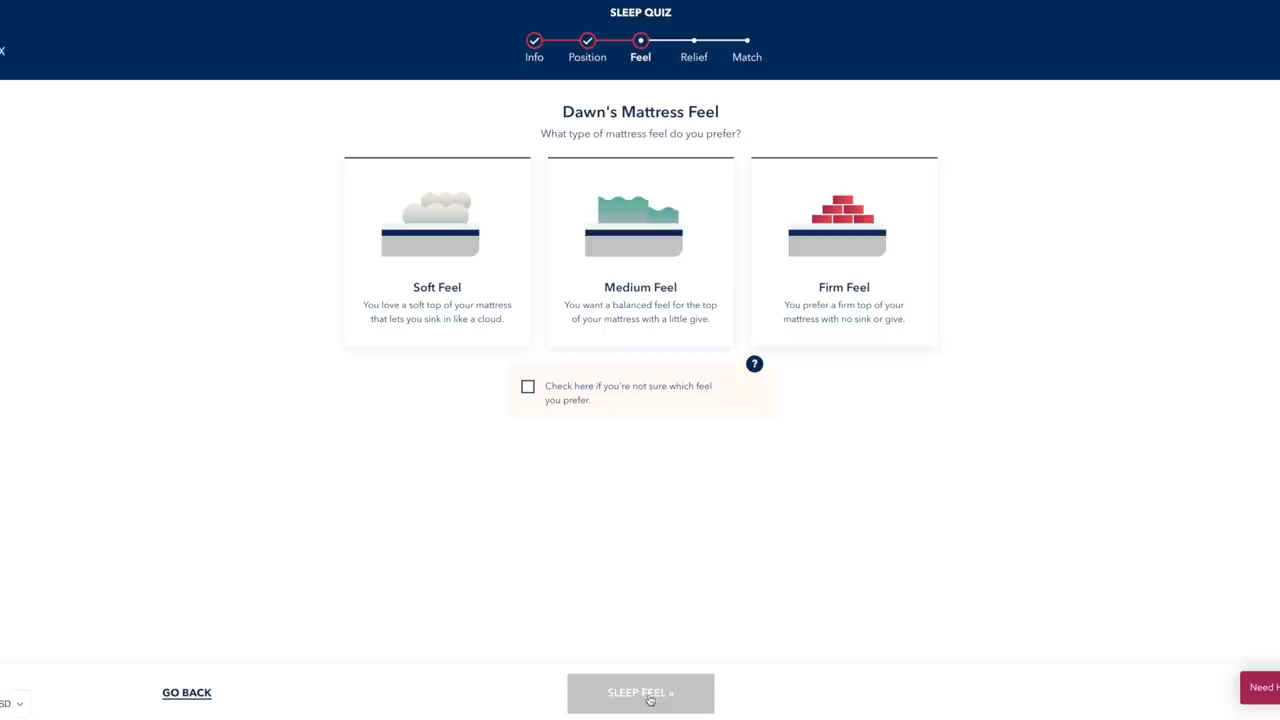 SLEEP QUIZ
X
Info
Position
Feel
Relief
Match
Dawn's Mattress Feel
What type of mattress feel do you prefer?
Soft Feel
You love a soft top of your mattress
that lets you sink in like a cloud.
Medium Feel
You want a balanced feel for the top
of your mattress with a little give.
Firm Feel
You prefer a firm top of your
mattress with no sink or give.
?
Check here if you're not sure which feel
you prefer.
GO BACK
SLEEP FEEL »
SD
Need H